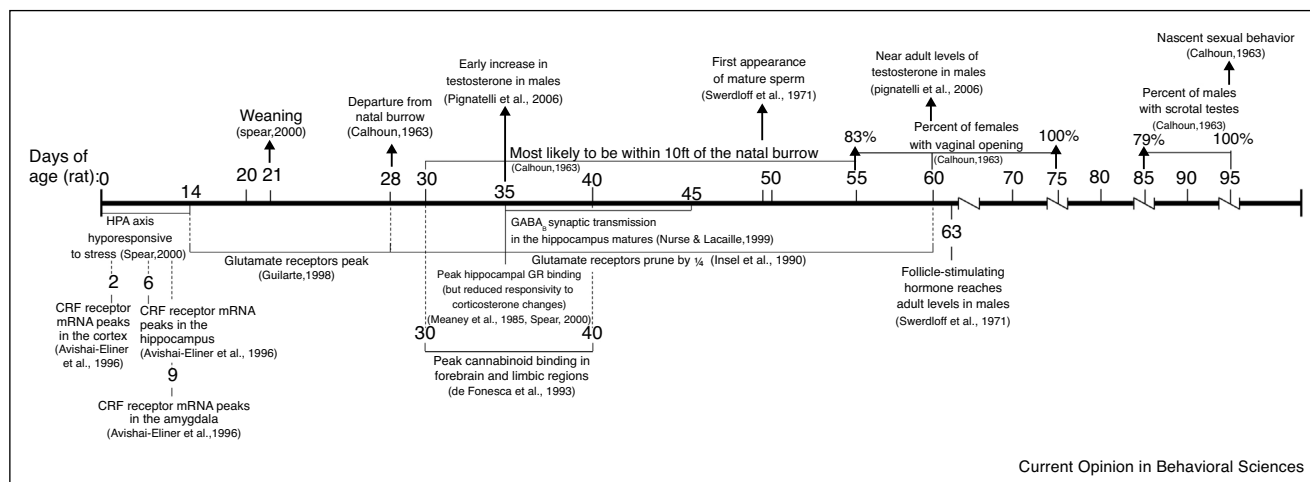 Nascent sexual behavior
(Calhoun,1963)
Early increase in
testosterone in males
(Pignatelli et al., 2006)
First appearance
of mature sperm
(Swerdloff et al., 1971)
Near adult levels of
testosterone in males
(pignatelli et al., 2006)
Percent of males
with scrotal testes
(Calhoun,1963)
Weaning
(spear,2000)
Departure from
natal burrow
(Calhoun,1963)
83%
Percent of females
with vaginal opening
(Calhoun,1963)
100%
79%
100%
Most likely to be within 10ft of the natal burrow
(Calhoun,1963)
Days of
age (rat):
0 14 20 21 28 30 35 40 45 50 55 60 70 75 80 85 90 95
HPA axis
hyporesponsive
to stress (Spear,2000)
GABAB synaptic transmission
in the hippocampus matures (Nurse & Lacaille,1999)
63
Glutamate receptors peak
(Guilarte,1998)
Glutamate receptors prune by ¼ (Insel et al., 1990)
Follicle-stimulating
hormone reaches
adult levels in males
(Swerdloff et al., 1971)
2
CRF receptor
mRNA peaks
in the cortex
(Avishai-Eliner
et al., 1996)
6
CRF receptor mRNA
peaks in the
hippocampus
(Avishai-Eliner et al., 1996)
Peak hippocampal GR binding
(but reduced responsivity to
corticosterone changes)
(Meaney et al., 1985, Spear, 2000)
30 40
Peak cannabinoid binding in
forebrain and limbic regions
(de Fonesca et al., 1993)
9
CRF receptor mRNA peaks
in the amygdala
(Avishai-Eliner et al.,1996)
Current Opinion in Behavioral Sciences